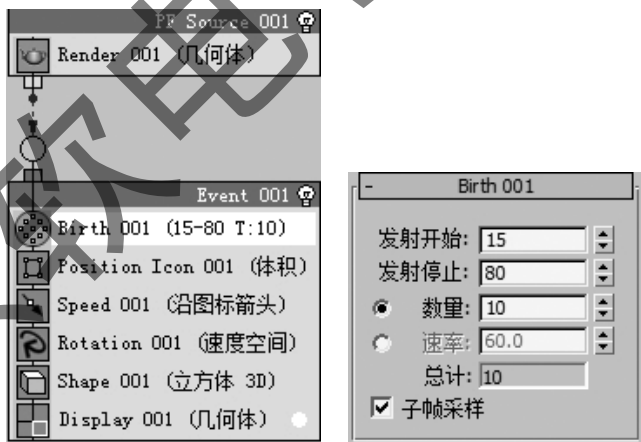 PF Source 001
Render 001 (几何体)
Event 001
Birth 001 (15-80 T:10)
Position Icon 001 (体积)
Speed 001 (沿图标箭头)
Rotation 001 (速度空间)
Shape 001 (立方体 3D)
Display 001 (几何体)
- Birth 001
发射开始: 15
发射停止: 80
数量: 10
速率: 60.0
总计: 10
子帧采样